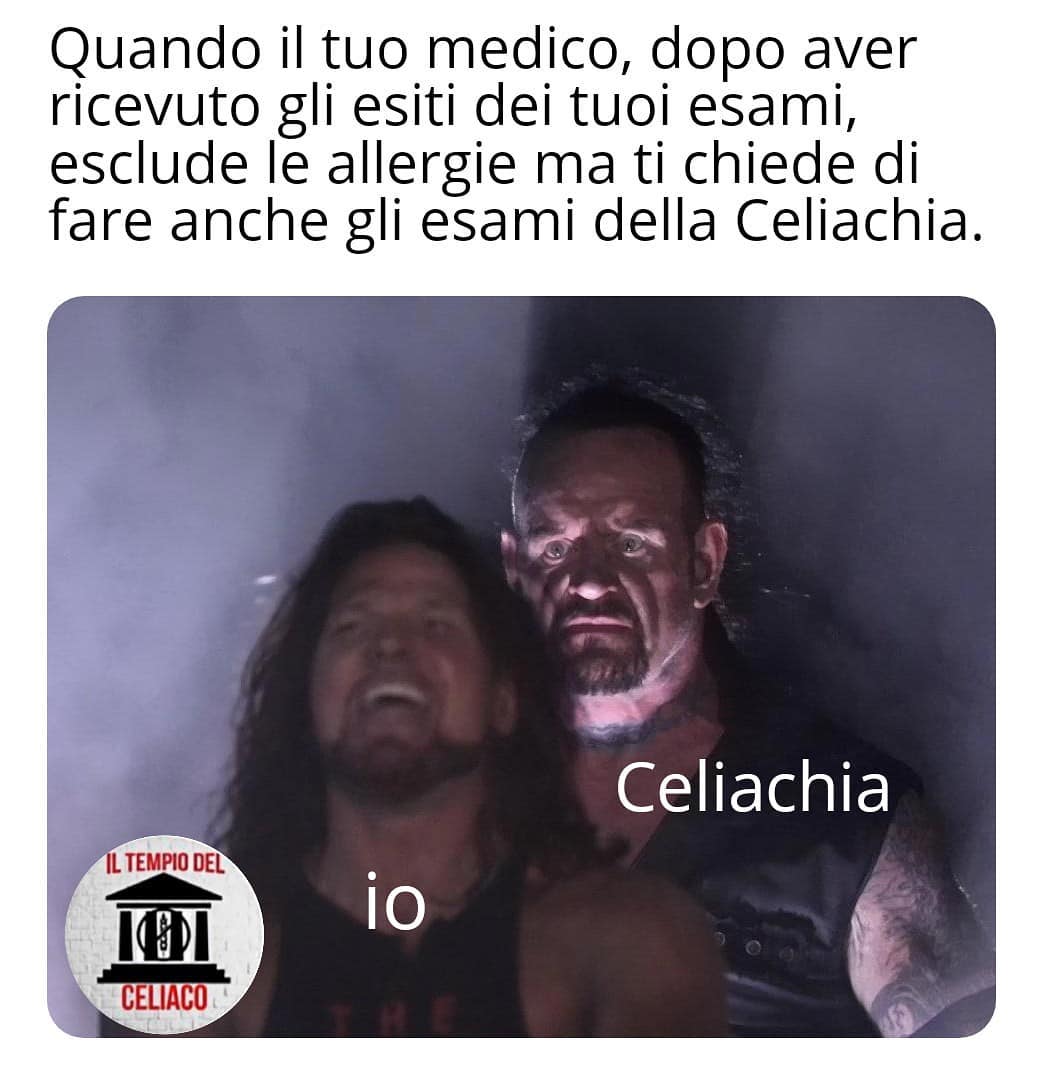 Quando il tuo medico, dopo aver
ricevuto gli esiti dei tuoi esami,
esclude le allergie ma ti chiede di
fare anche gli esami della Celiachia.
Celiachia
io
THE
IL TEMPIO DEL
CELIACO